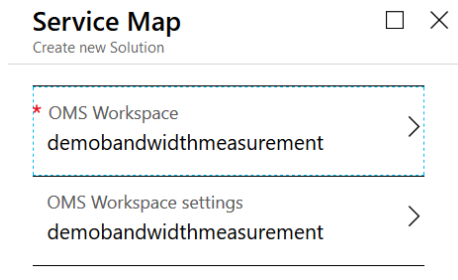 Service Map
Create new Solution
* OMS Workspace
demobandwidthmeasurement
OMS Workspace settings
demobandwidthmeasurement